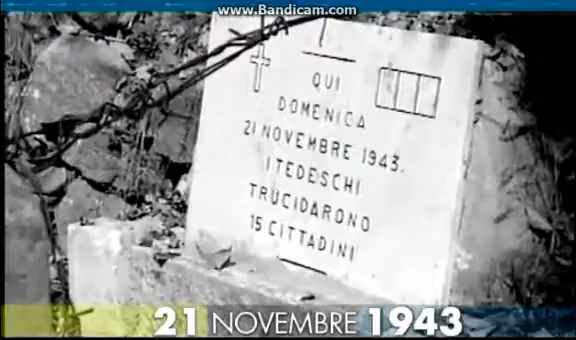 www.Bandicam.com
QUI
DOMENICA
21 NOVEMBRE 1943.
I TEDESCHI
TRUCIDARONO
15 CITTADINI
21 NOVEMBRE 1943